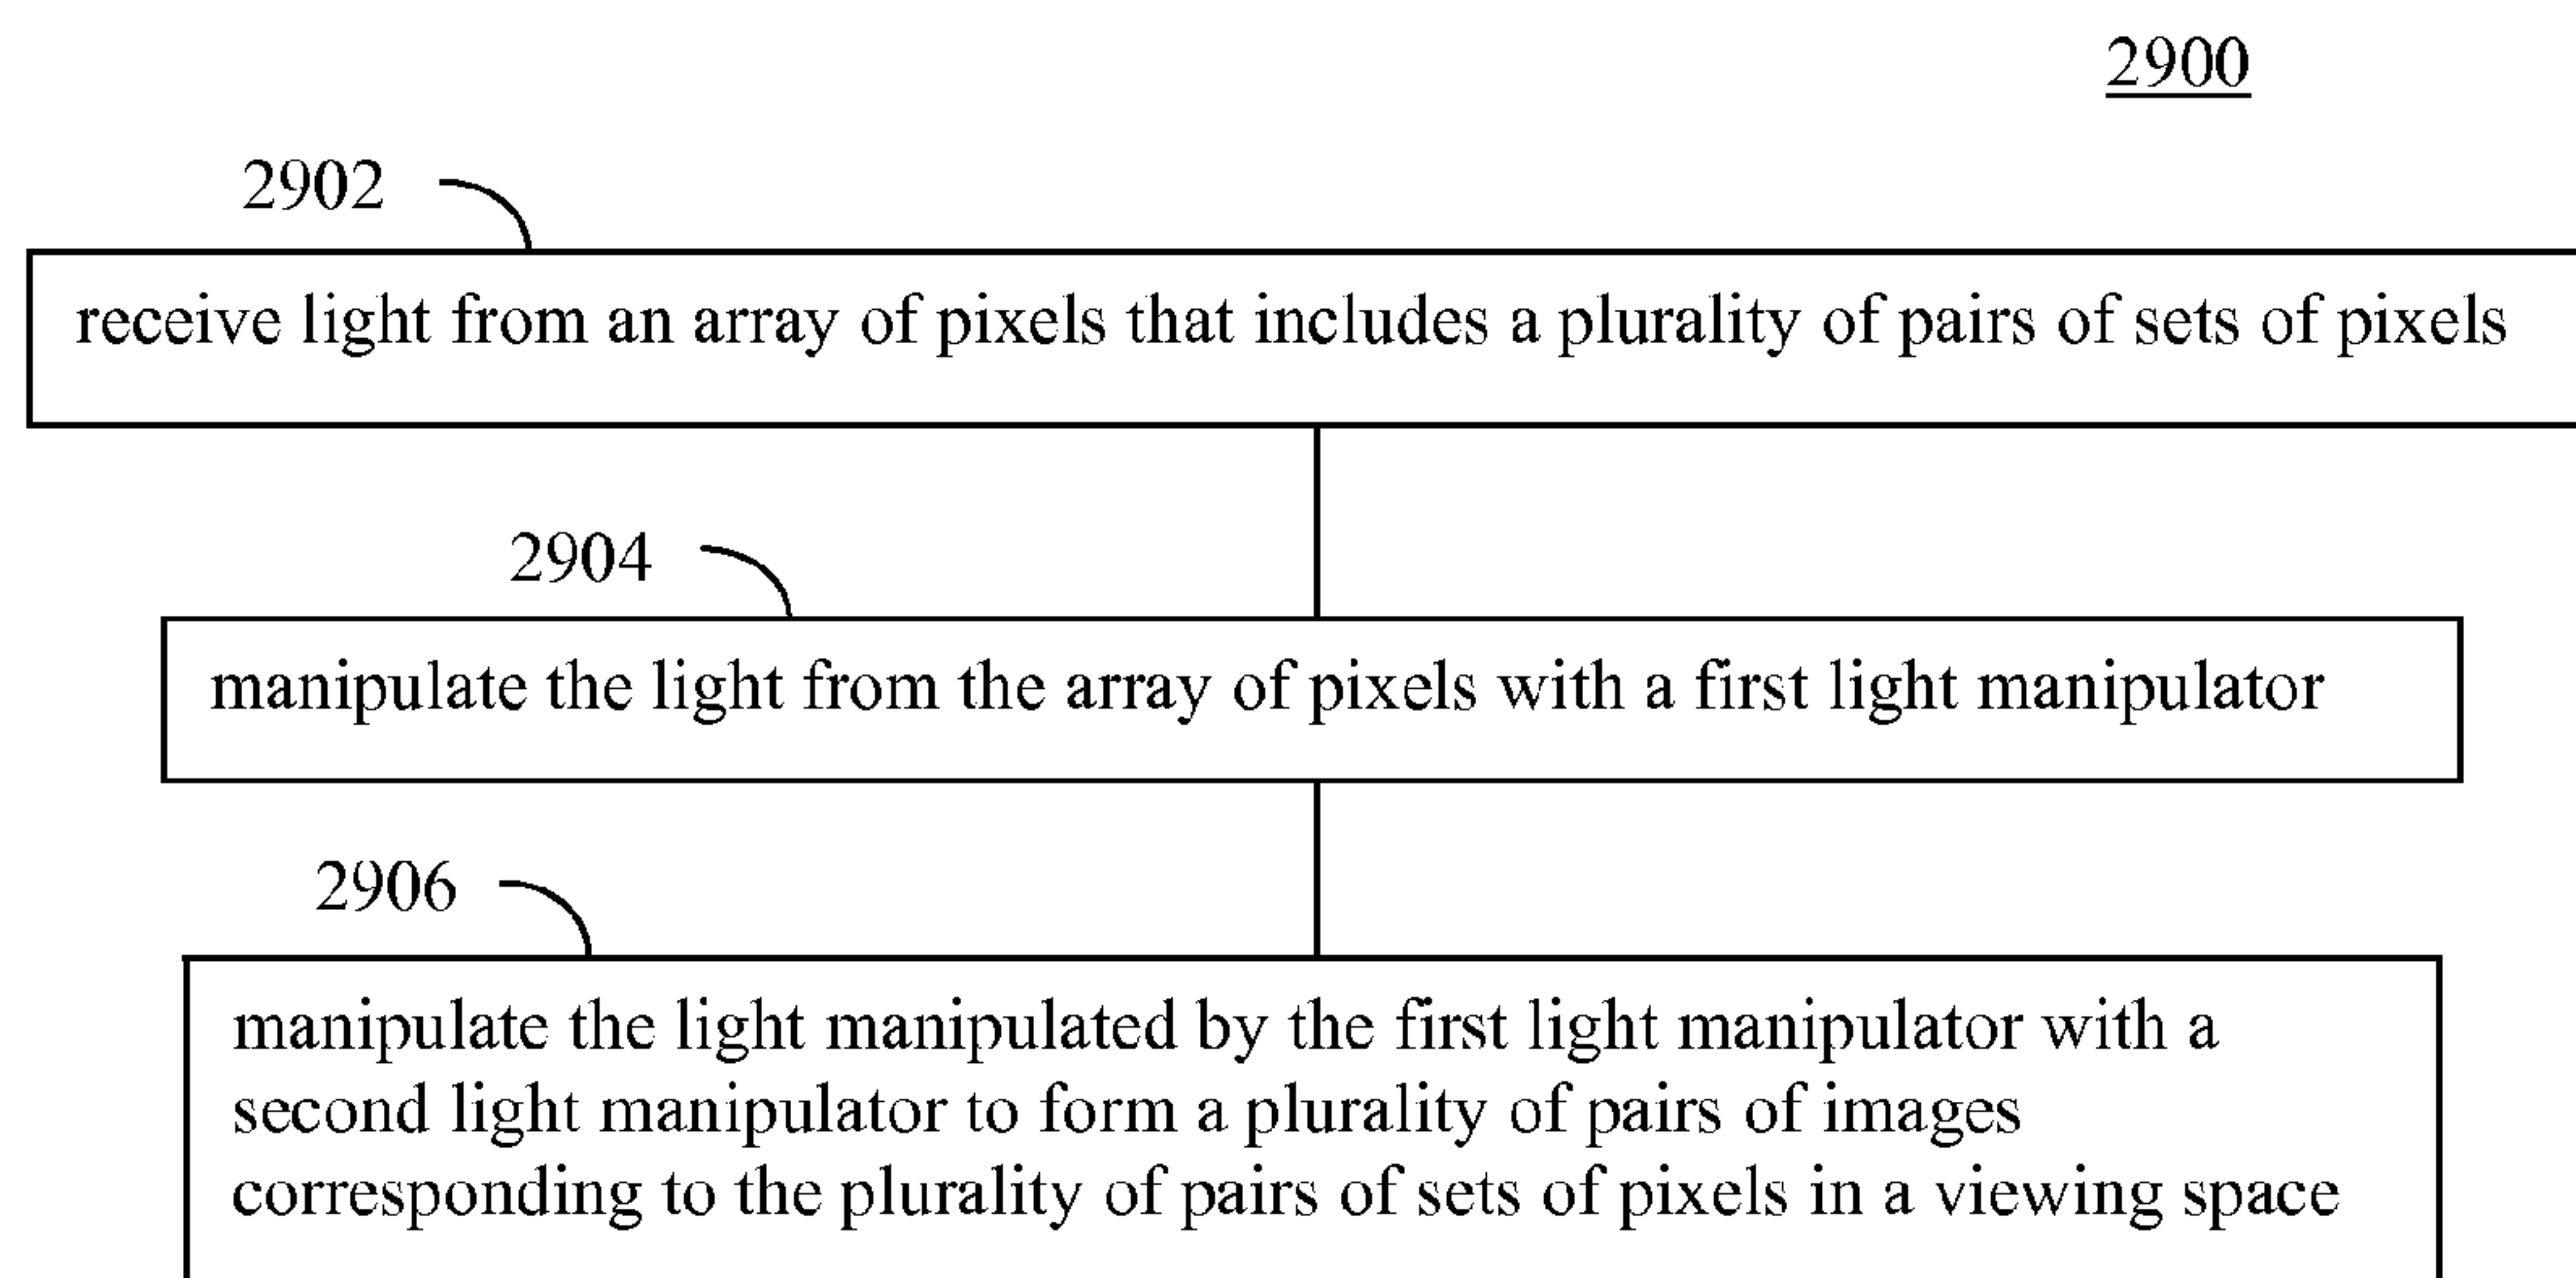 2900
2902
receive light from an array of pixels that includes a plurality of pairs of sets of pixels
2904
manipulate the light from the array of pixels with a first light manipulator
2906
manipulate the light manipulated by the first light manipulator with a
second light manipulator to form a plurality of pairs of images
corresponding to the plurality of pairs of sets of pixels in a viewing space